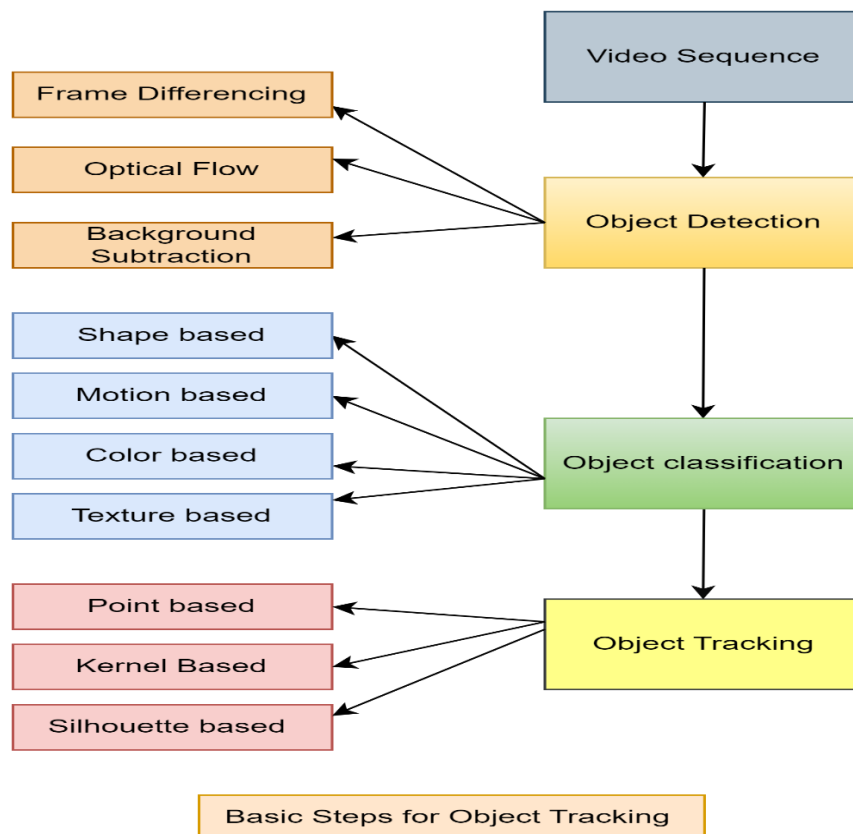 Video Sequence
Frame Differencing
Optical Flow
Object Detection
Background
Subtraction
Shape based
Motion based
Color based
Object classification
Texture based
Point based
Object Tracking
Kernel Based
Silhouette based
Basic Steps for Object Tracking